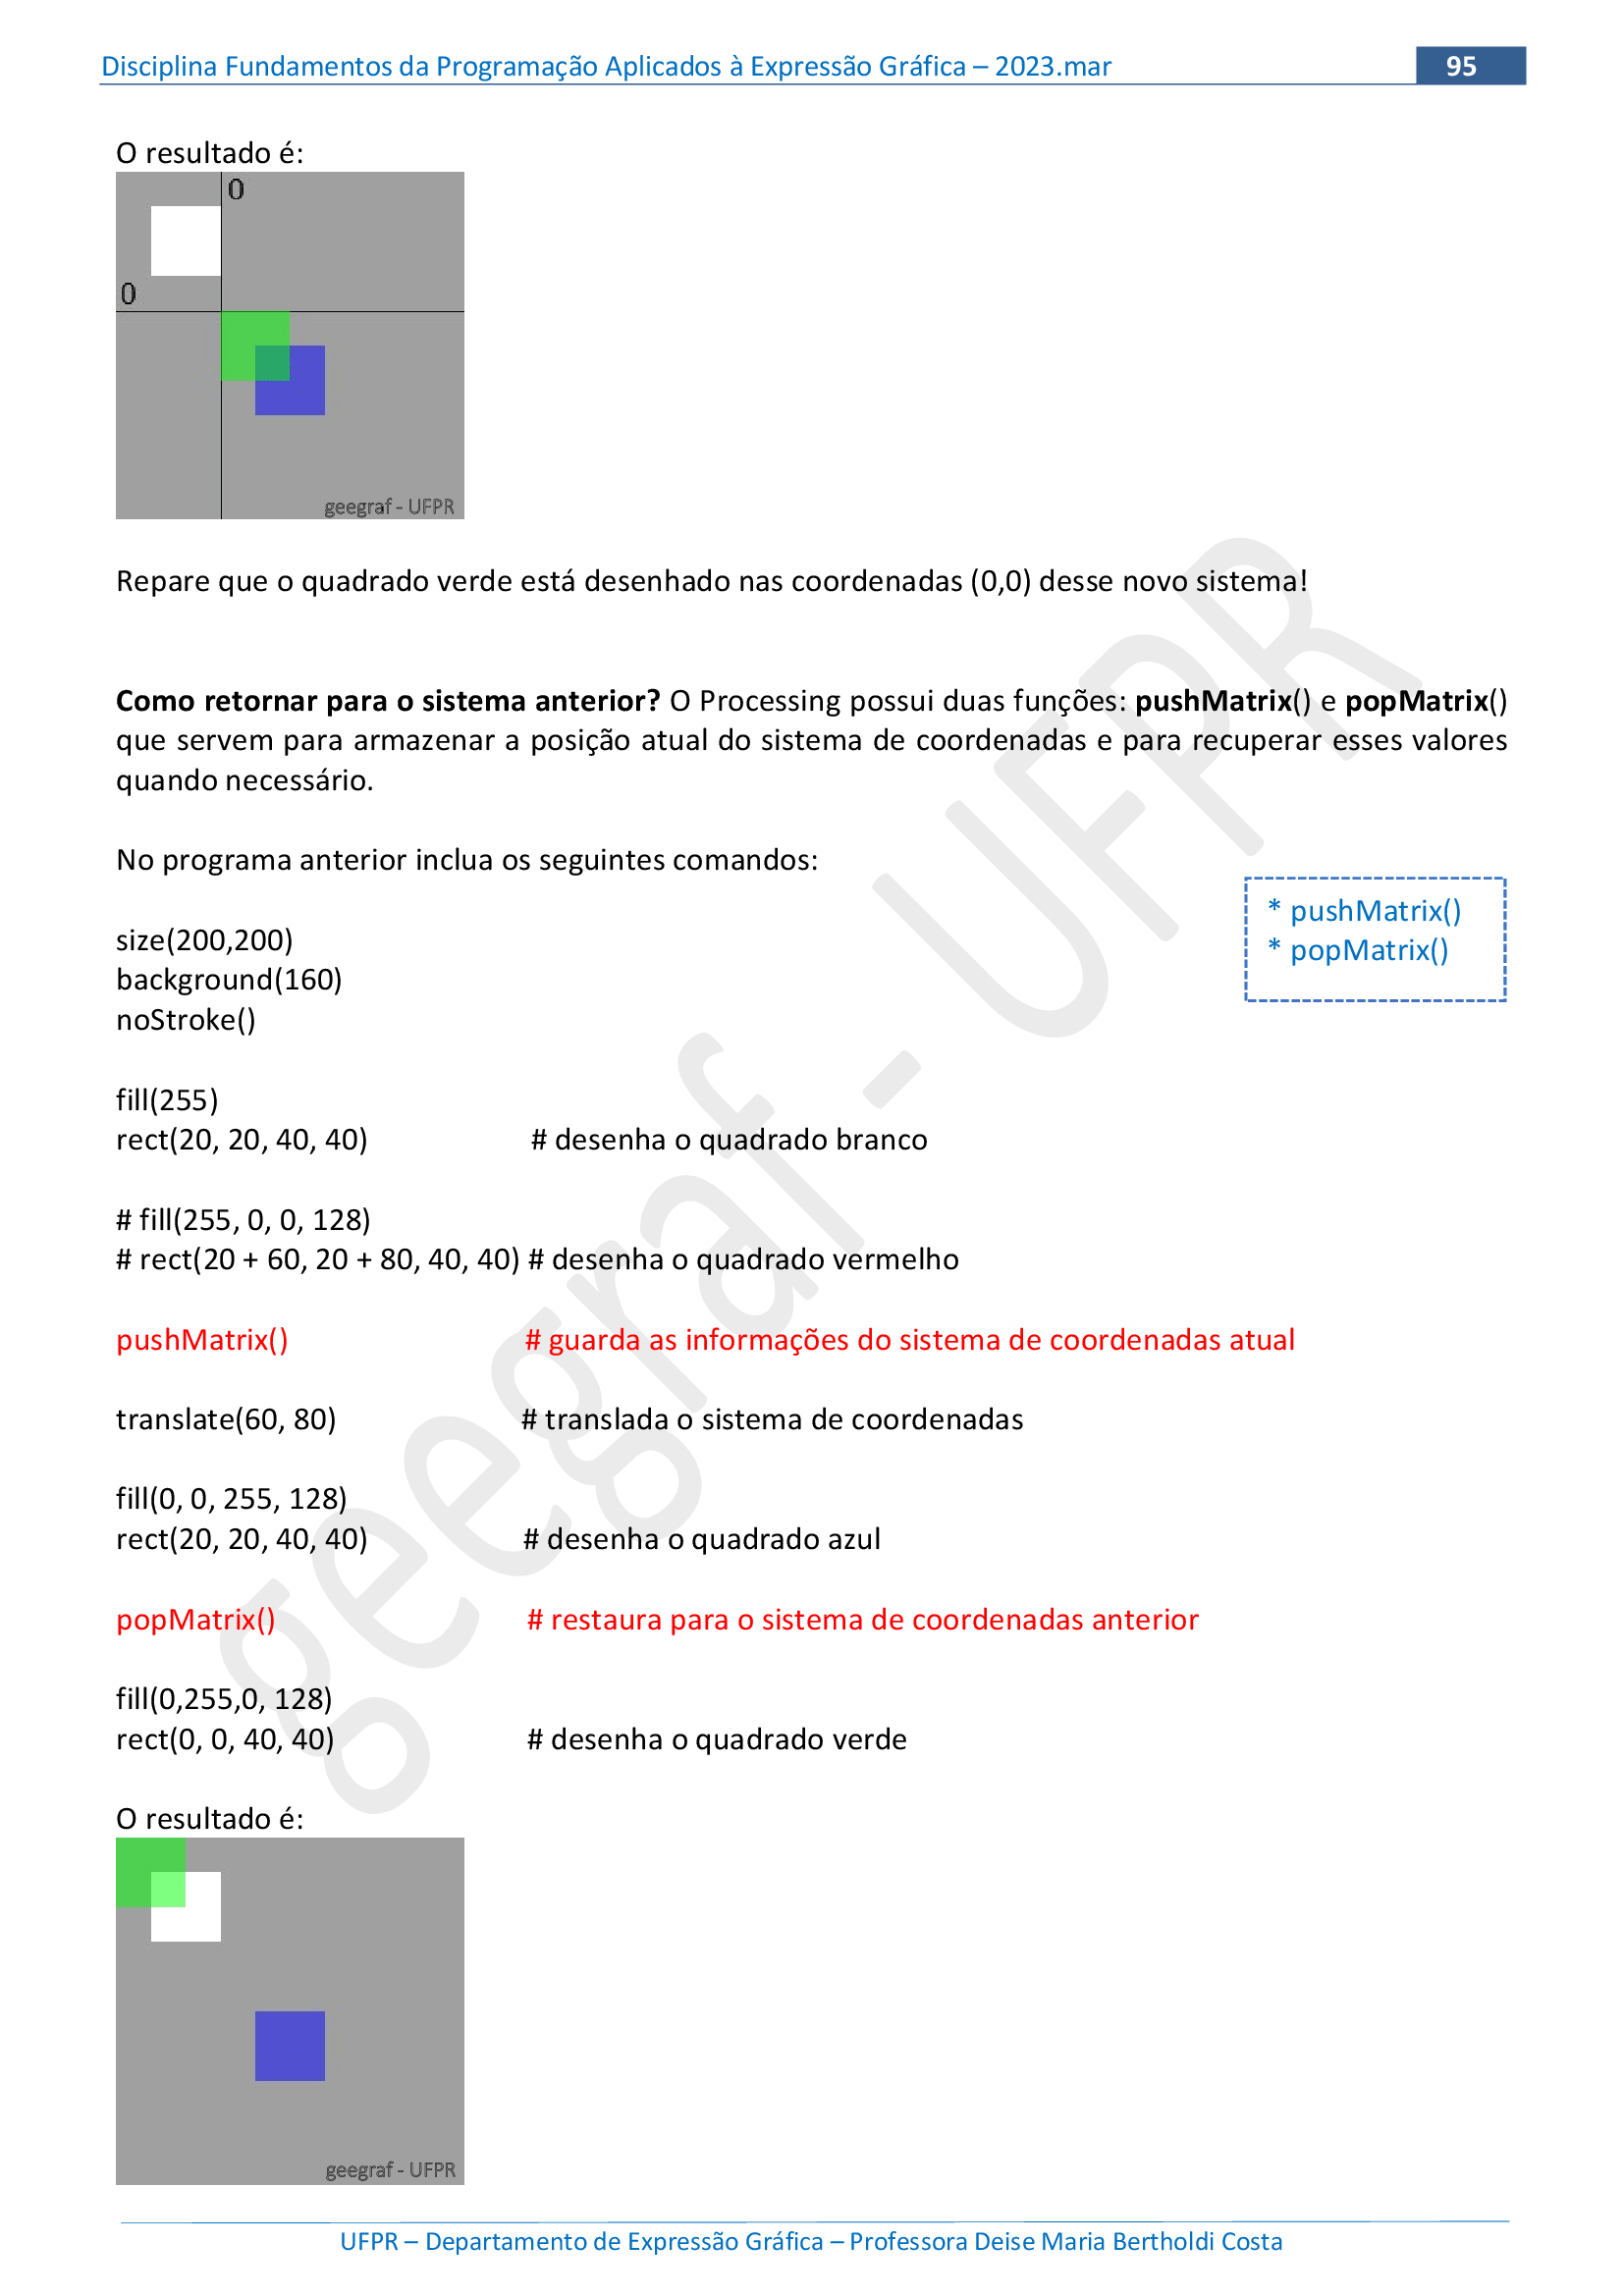 Disciplina Fundamentos da Programação Aplicados à Expressão Gráfica – 2023.mar 95
O resultado é:
0
0
geegraf - UFPR
Repare que o quadrado verde está desenhado nas coordenadas (0,0) desse novo sistema!
Como retornar para o sistema anterior? O Processing possui duas funções: pushMatrix() e popMatrix()
que servem para armazenar a posição atual do sistema de coordenadas e para recuperar esses valores
quando necessário.
No programa anterior inclua os seguintes comandos:
* pushMatrix()
* popMatrix()
size(200,200)
background(160)
noStroke()
fill(255)
rect(20, 20, 40, 40) # desenha o quadrado branco
# fill(255, 0, 0, 128)
# rect(20 + 60, 20 + 80, 40, 40) # desenha o quadrado vermelho
pushMatrix() # guarda as informações do sistema de coordenadas atual
translate(60, 80) # translada o sistema de coordenadas
fill(0, 0, 255, 128)
rect(20, 20, 40, 40) # desenha o quadrado azul
popMatrix() # restaura para o sistema de coordenadas anterior
fill(0,255,0, 128)
rect(0, 0, 40, 40) # desenha o quadrado verde
O resultado é:
geegraf - UFPR
geegraf - UFPR
UFPR – Departamento de Expressão Gráfica – Professora Deise Maria Bertholdi Costa